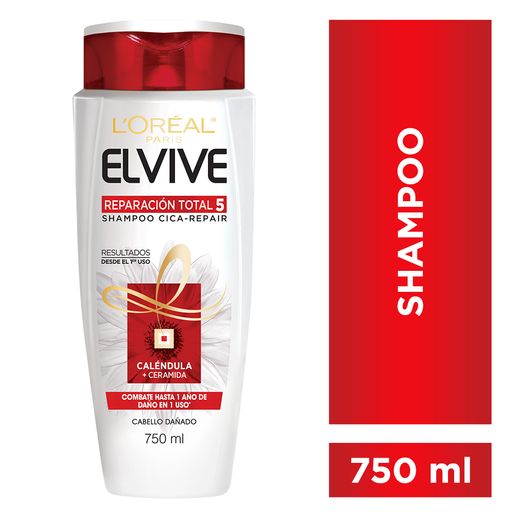 L'ORÉAL
PARIS
ELVIVE
REPARACIÓN TOTAL 5
SHAMPOO CICA-REPAIR
RESULTADOS
DESDE EL 1ER USO
CALÉNDULA
+ CERAMIDA
COMBATE HASTA 1 AÑO DE
DAÑO EN 1 USO*
CABELLO DAÑADO
750 ml
SHAMPOO
750 ml